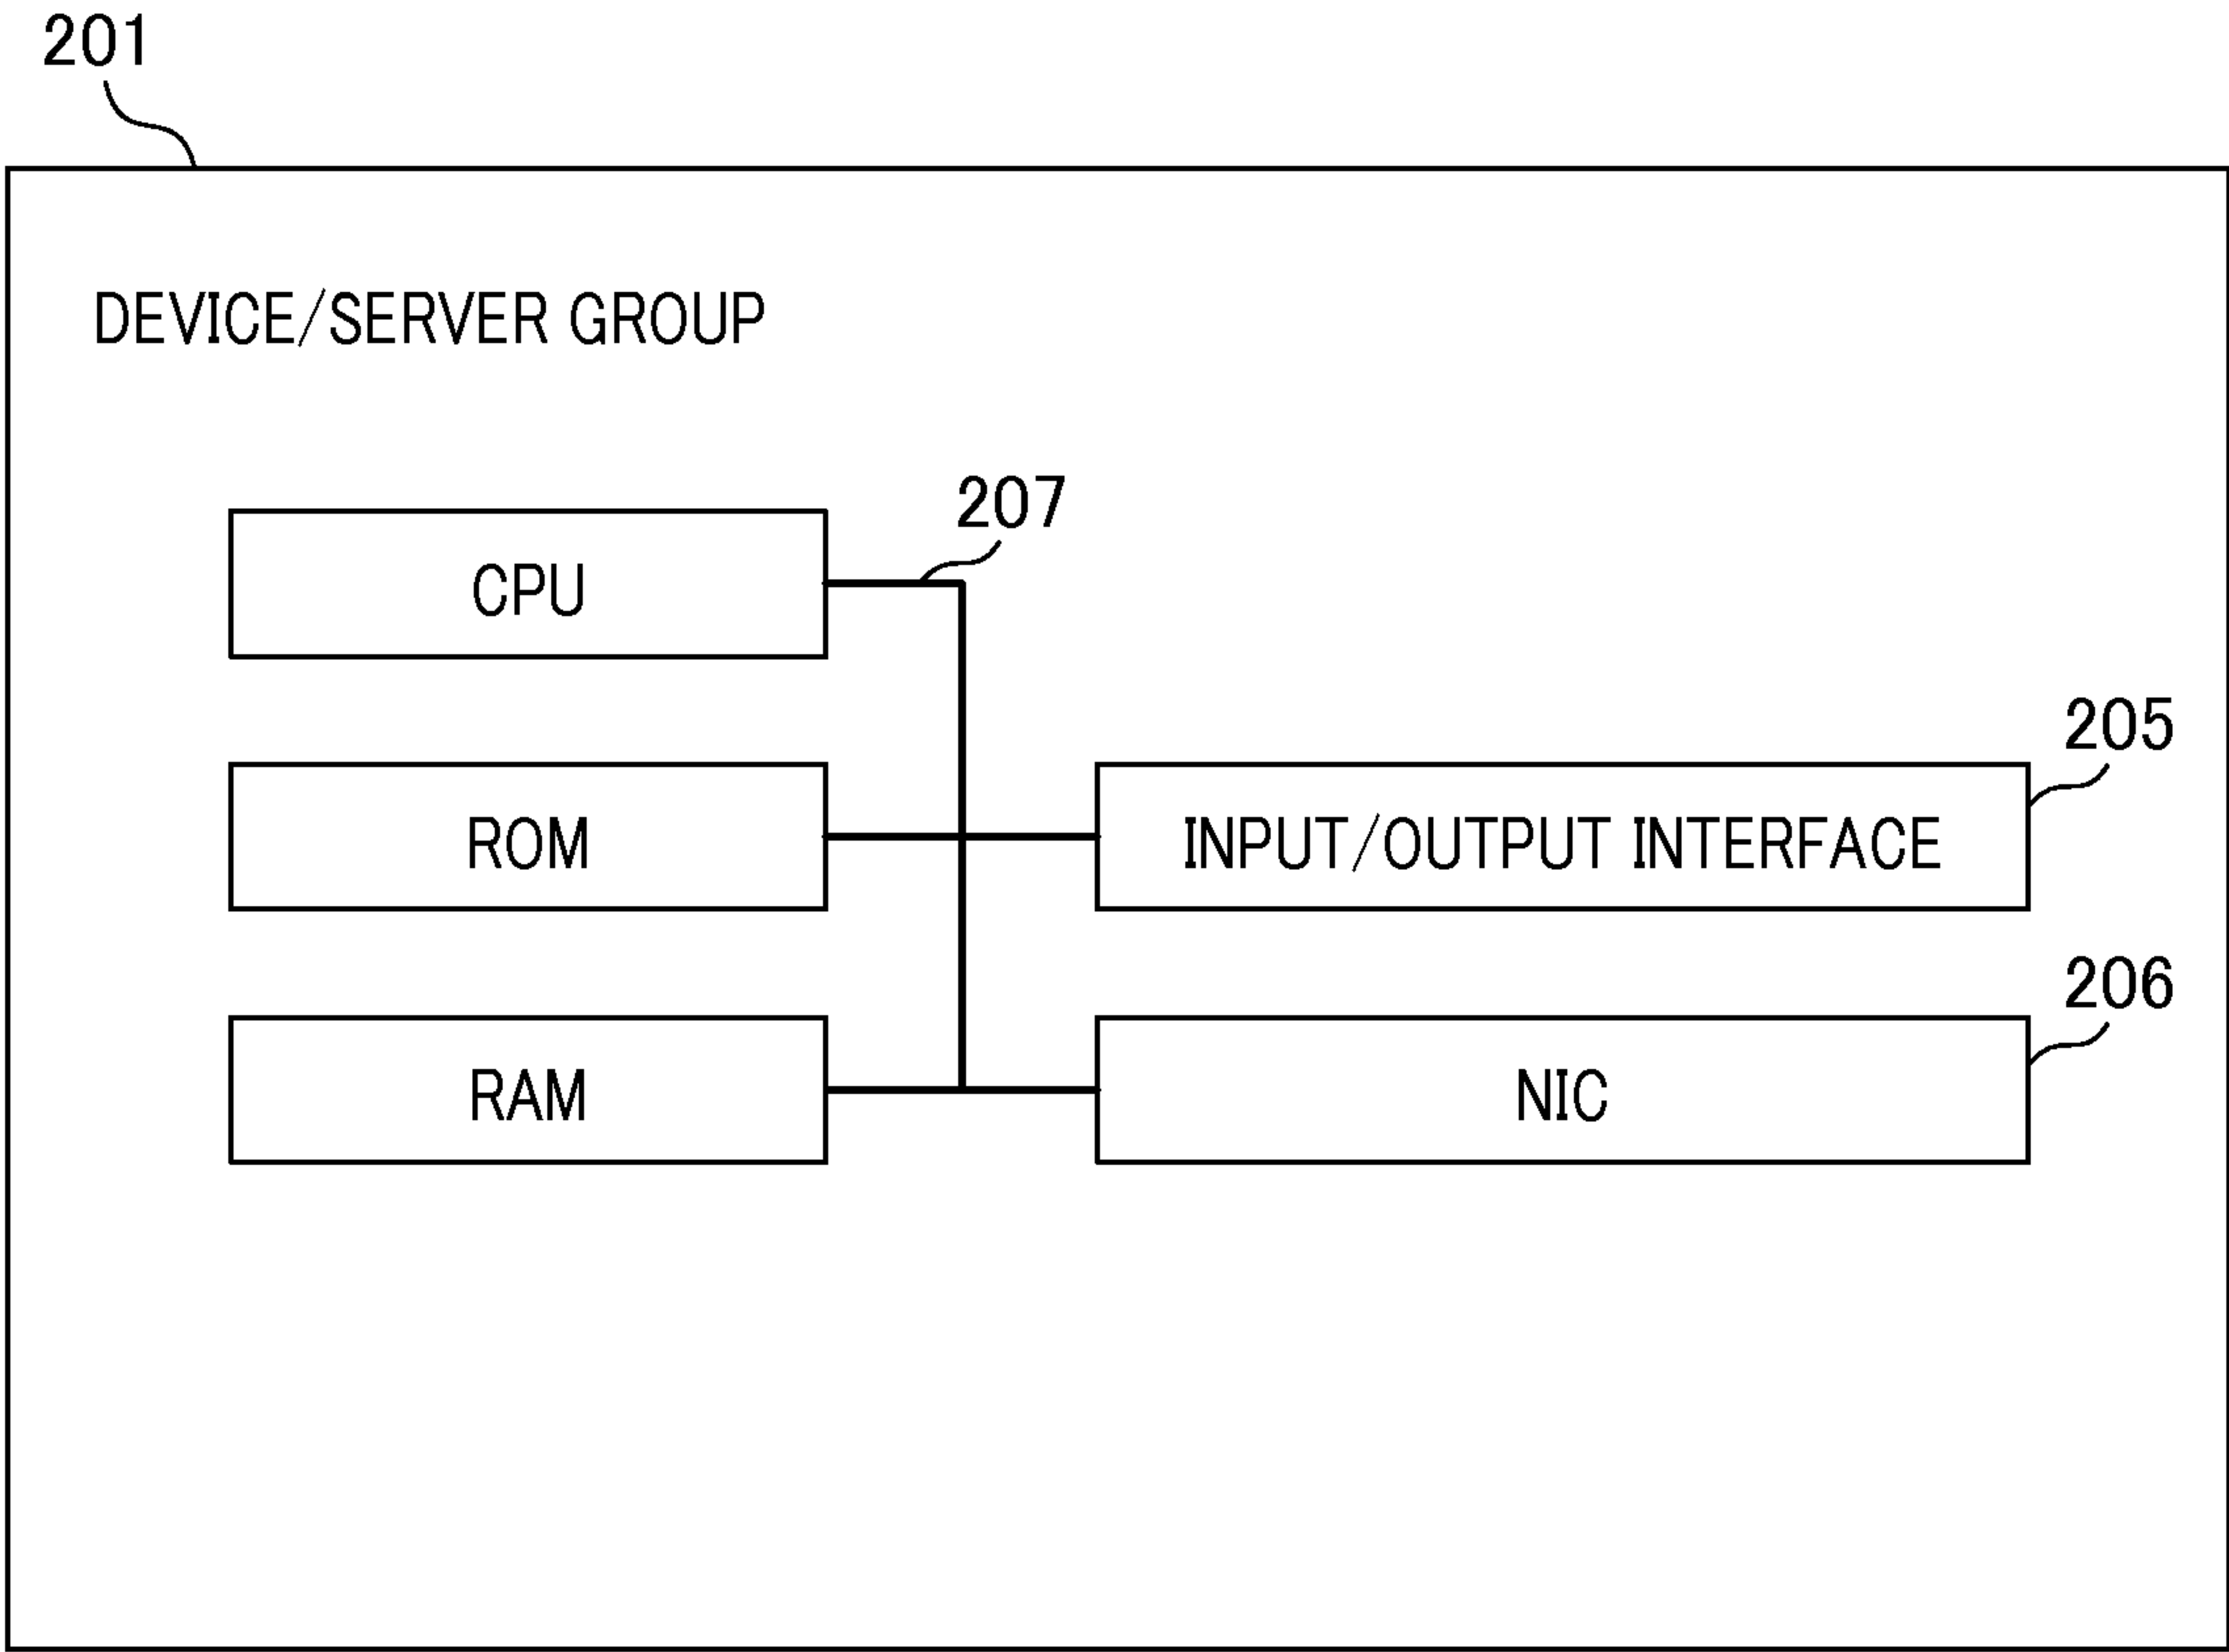 201
DEVICE/SERVER GROUP
207
CPU
205
ROM
INPUT/OUTPUT INTERFACE
206
RAM
NIC